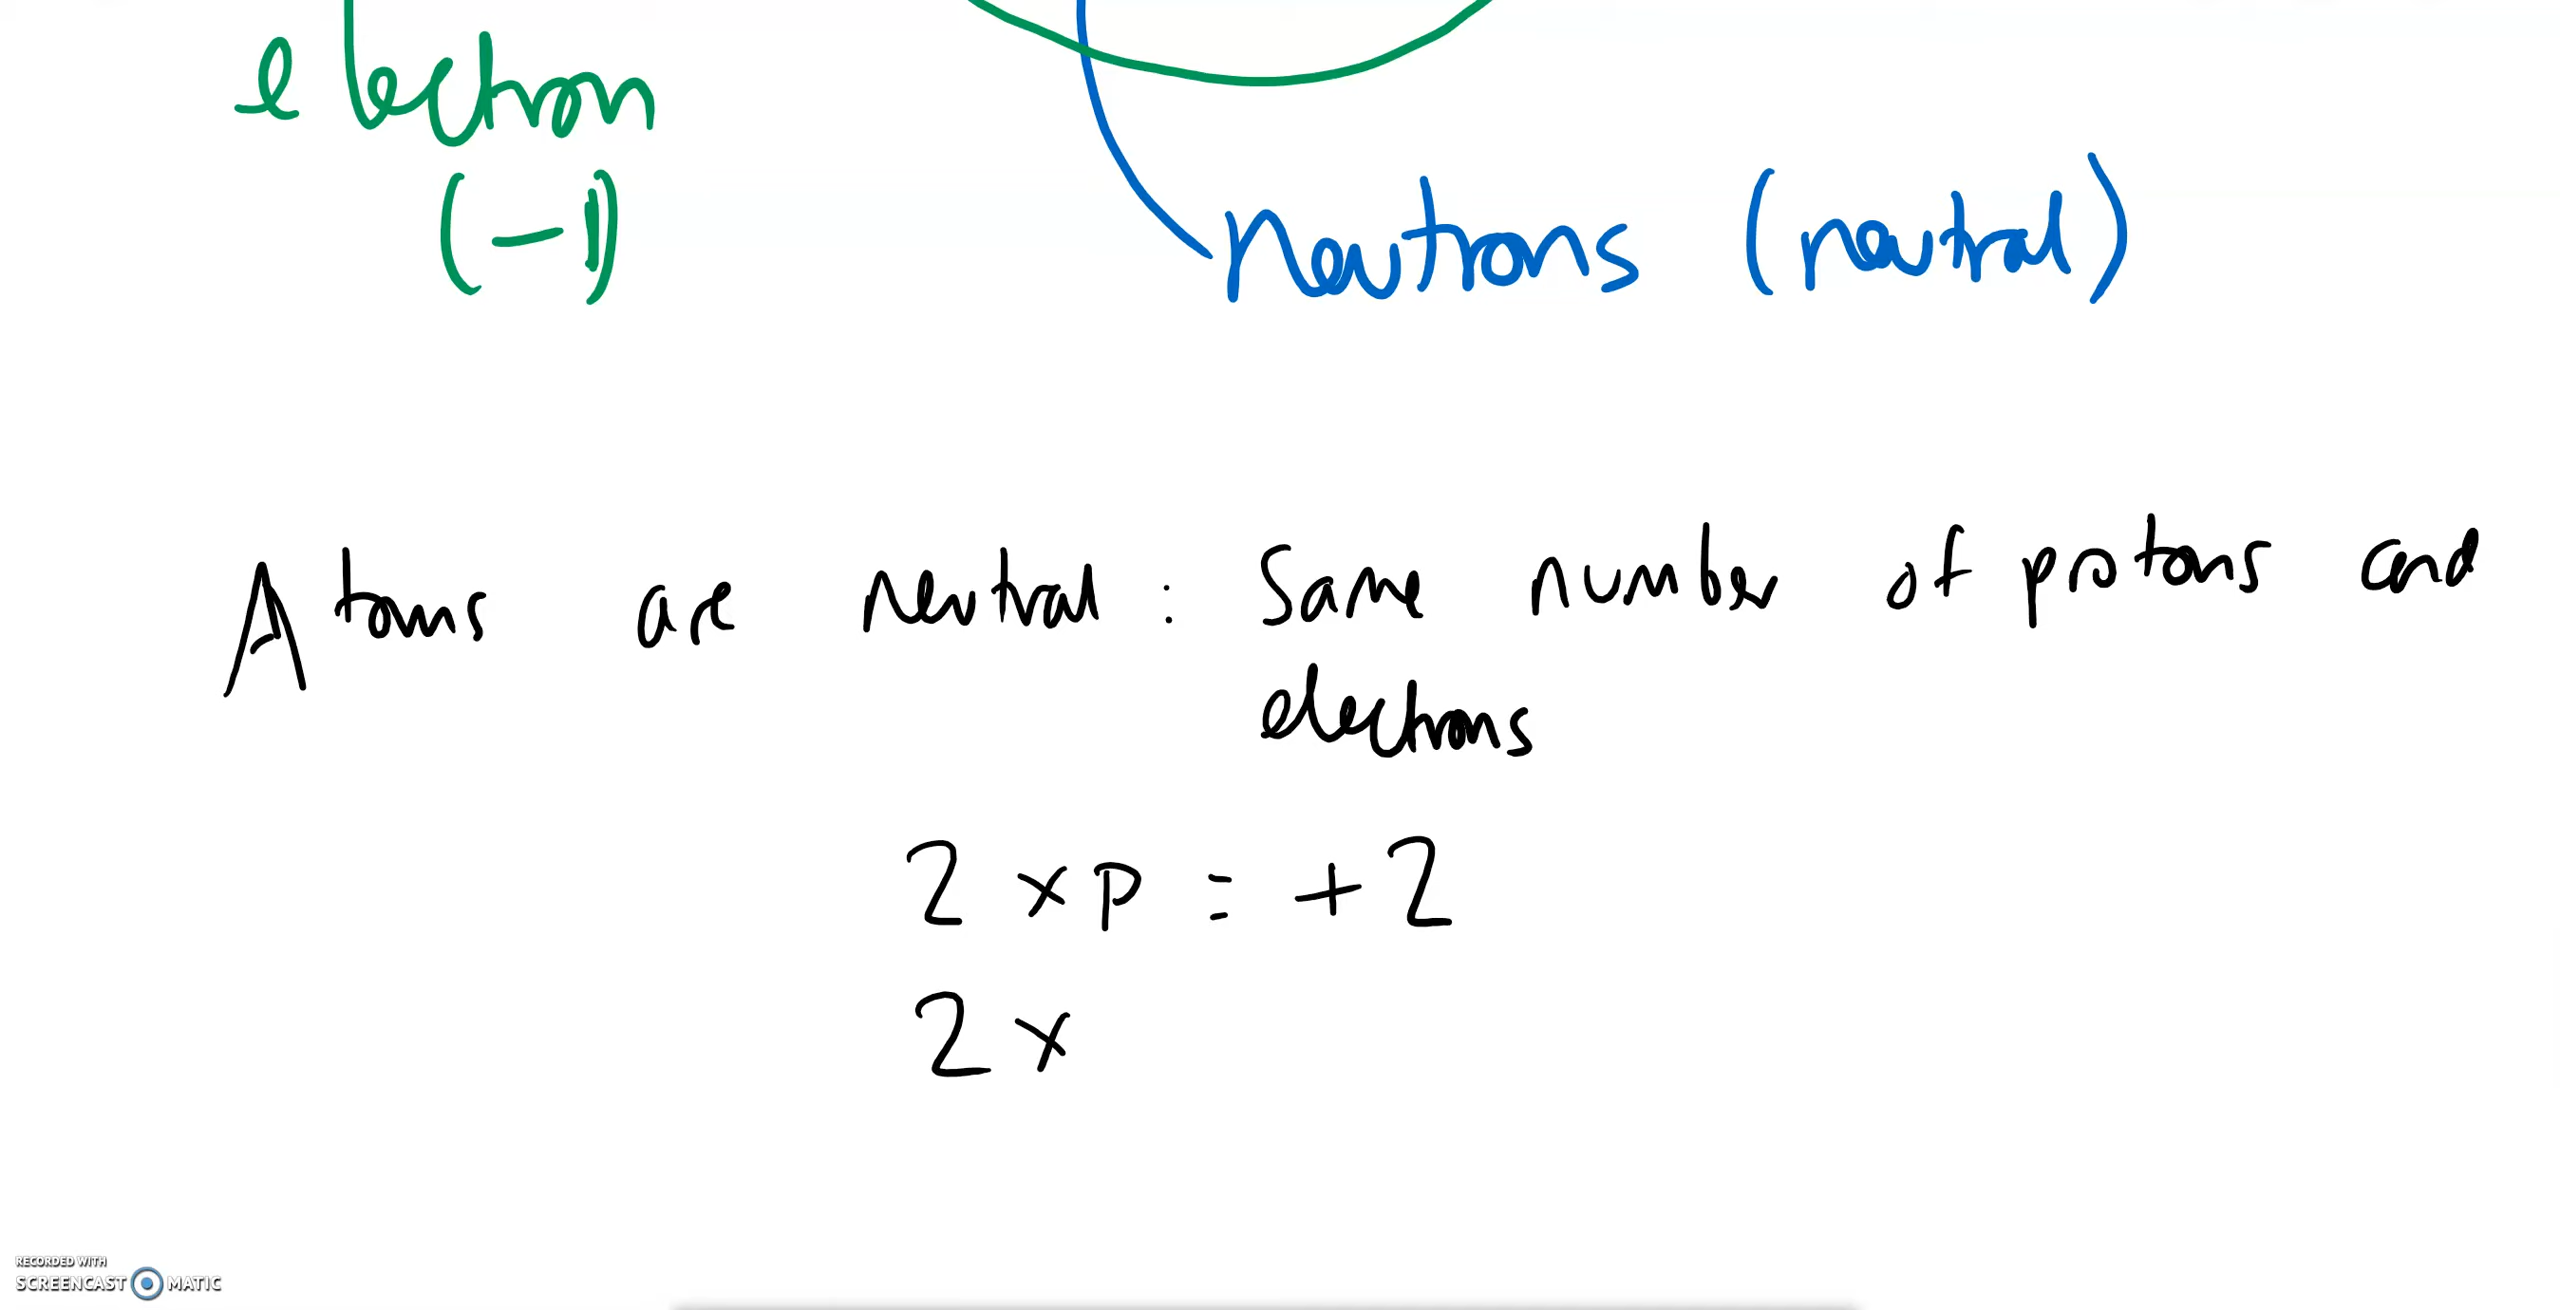 electron
(-1)
neutrons (neutral)
Atoms are neutral : Same number of protons and
electrons
2 x p = +2
2 x
RECORDED WITH
SCREENCAST MATIC